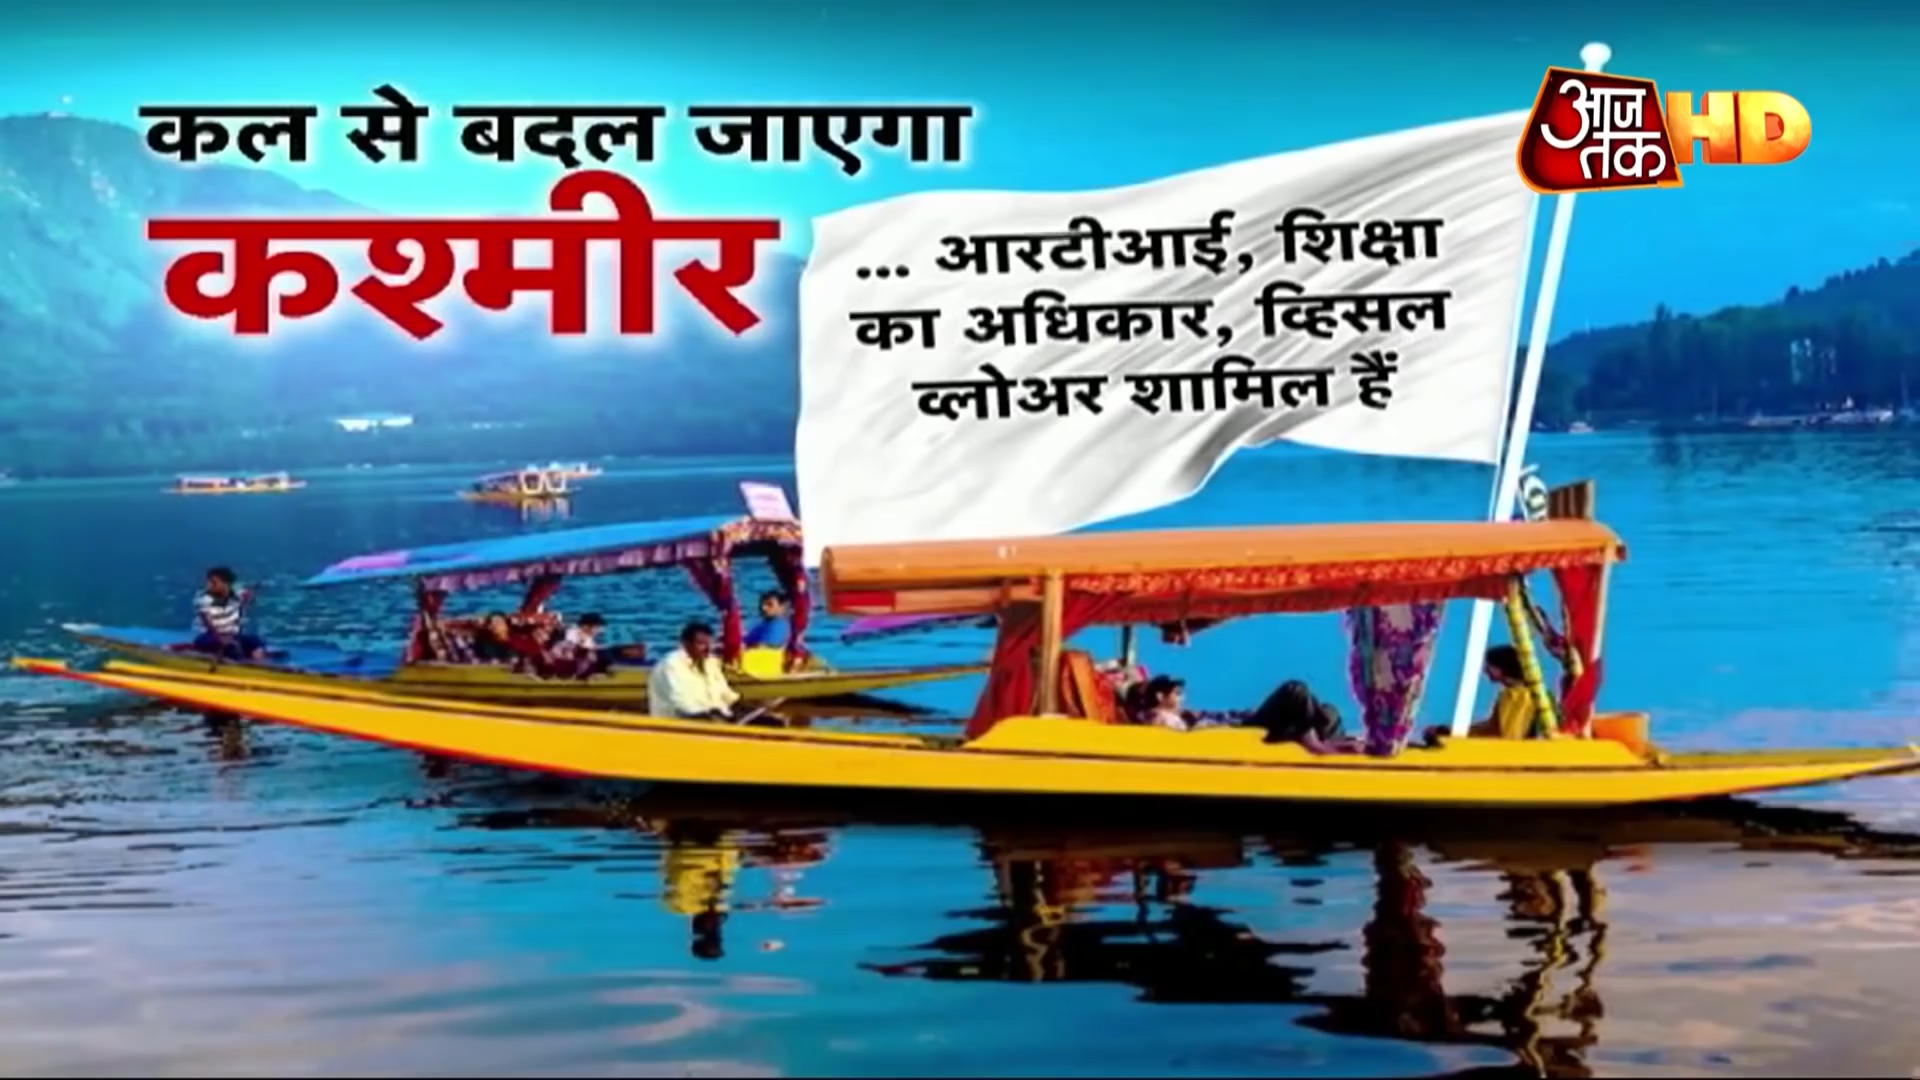 कल से बदल जाएगा
कश्मीर
... आरटीआई, शिक्षा
का अधिकार, व्हिसल
ब्लोअर शामिल हैं
आज
तक
HD